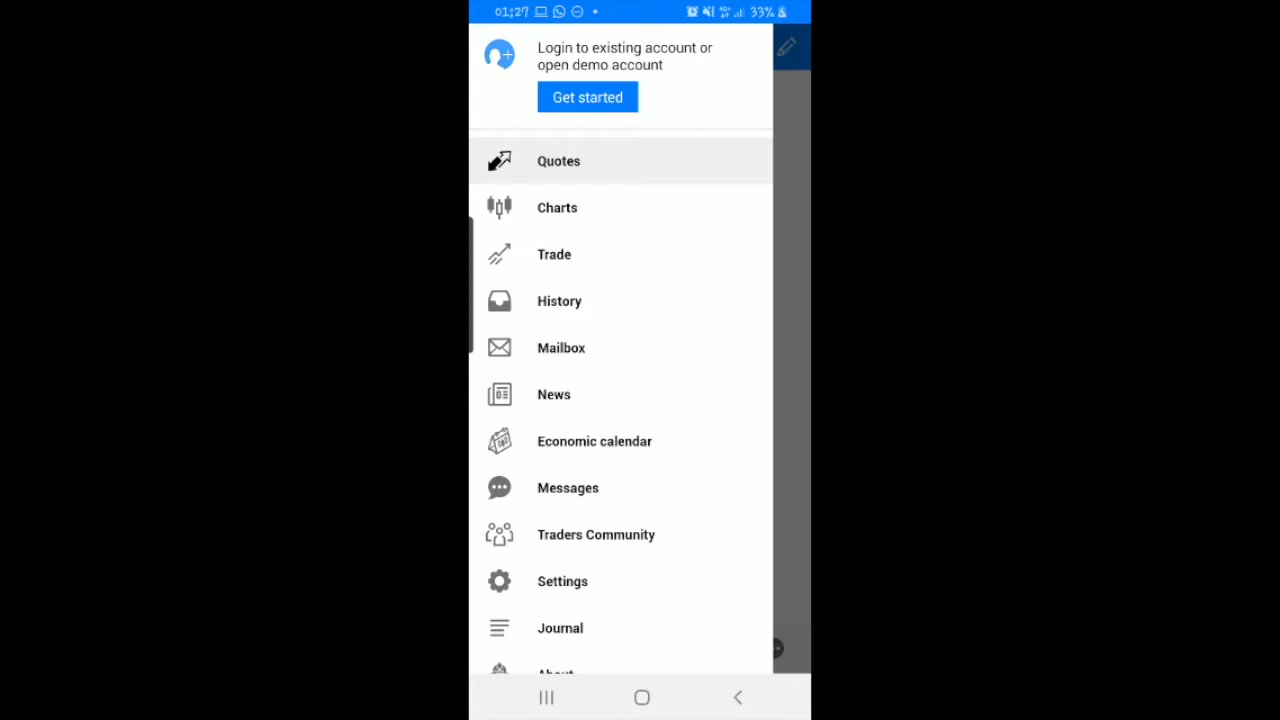 01:27 33%
Login to existing account or
open demo account
Get started
Quotes
Charts
Trade
History
Mailbox
News
Economic calendar
Messages
Traders Community
Settings
Journal
About